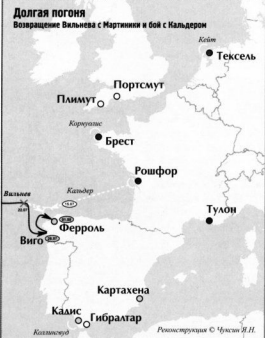 Долгая погоня
Возвращение Вильнева с Мартиники и бой с Кальдером
Кейт
Тексель
Портсмут
Плимут
Корнуолис
Брест
Рошфор
Кальдер
Вильнев
Ферроль
Виго
Тулон
Картахена
Кадис
Гибралтар
Коллингвуд
Реконструкция © Чуксин Я.Н.